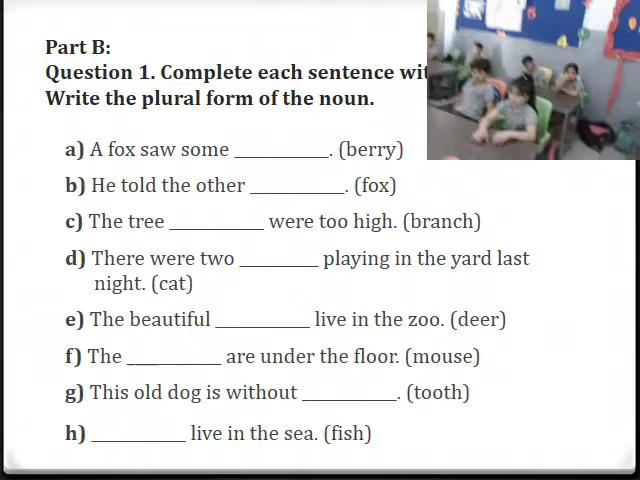 Part B:
Question 1. Complete each sentence
Write the plural form of the noun.
a) A fox saw some __________. (berry)
b) He told the other __________. (fox)
c) The tree __________ were too high. (branch)
d) There were two ________ playing in the yard last
night. (cat)
e) The beautiful __________ live in the zoo. (deer)
f) The __________ are under the floor. (mouse)
g) This old dog is without __________. (tooth)
h) __________ live in the sea. (fish)